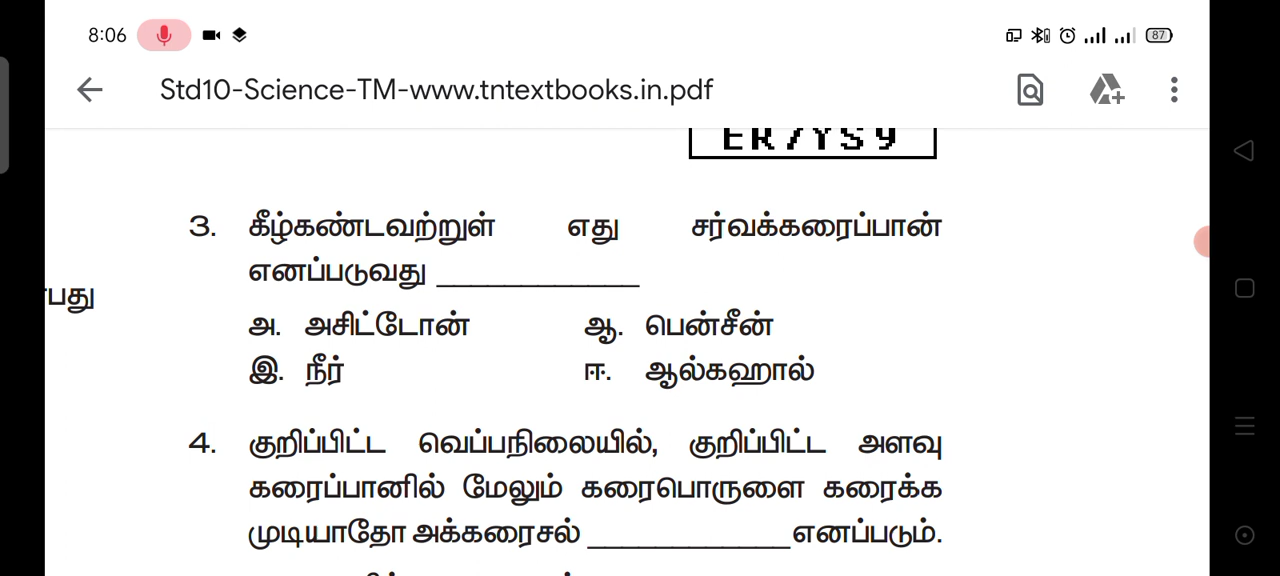 8:06
87
Std10-Science-TM-www.tntextbooks.in.pdf
ER7YS9
3. கீழ்கண்டவற்றுள் எது சர்வக்கரைப்பான்
எனப்படுவது ____________
பது
அ. அசிட்டோன் ஆ. பென்சீன்
இ. நீர் ஈ. ஆல்கஹால்
4. குறிப்பிட்ட வெப்பநிலையில், குறிப்பிட்ட அளவு
கரைப்பானில் மேலும் கரைபொருளை கரைக்க
முடியாதோ அக்கரைசல் ____________ எனப்படும்.